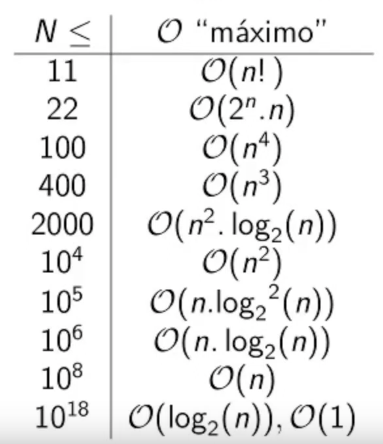 N ≤ 𝒪 “máximo”
11 𝒪(n!)
22 𝒪(2ⁿ.n)
100 𝒪(n⁴)
400 𝒪(n³)
2000 𝒪(n².log₂(n))
10⁴ 𝒪(n²)
10⁵ 𝒪(n.log₂²(n))
10⁶ 𝒪(n.log₂(n))
10⁸ 𝒪(n)
10¹⁸ 𝒪(log₂(n)), 𝒪(1)